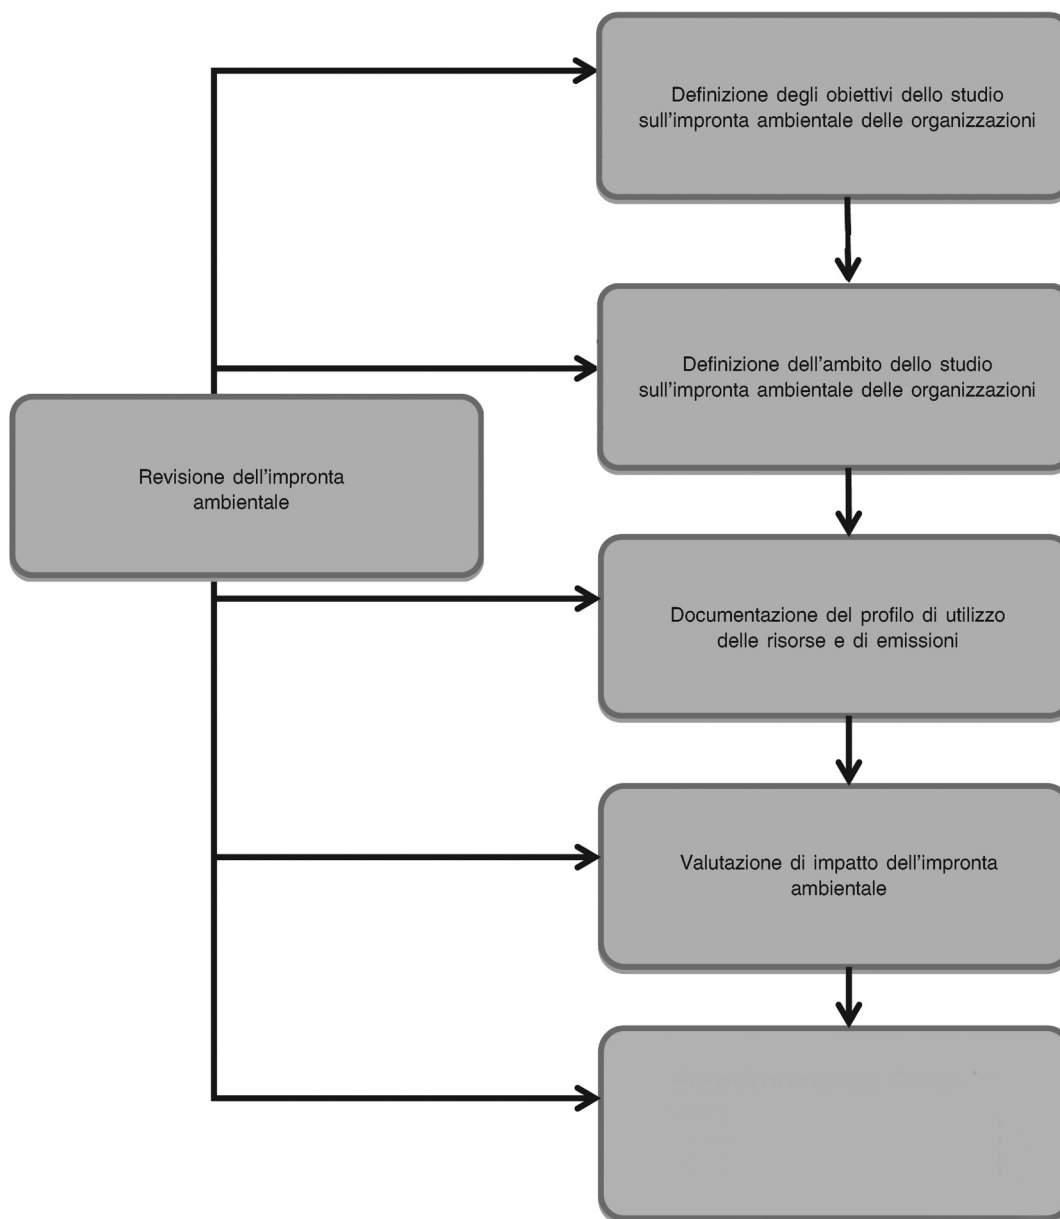 Definizione degli obiettivi dello studio
sull'impronta ambientale delle organizzazioni
Definizione dell'ambito dello studio
sull'impronta ambientale delle organizzazioni
Revisione dell'impronta
ambientale
Documentazione del profilo di utilizzo
delle risorse e di emissioni
Valutazione di impatto dell'impronta
ambientale